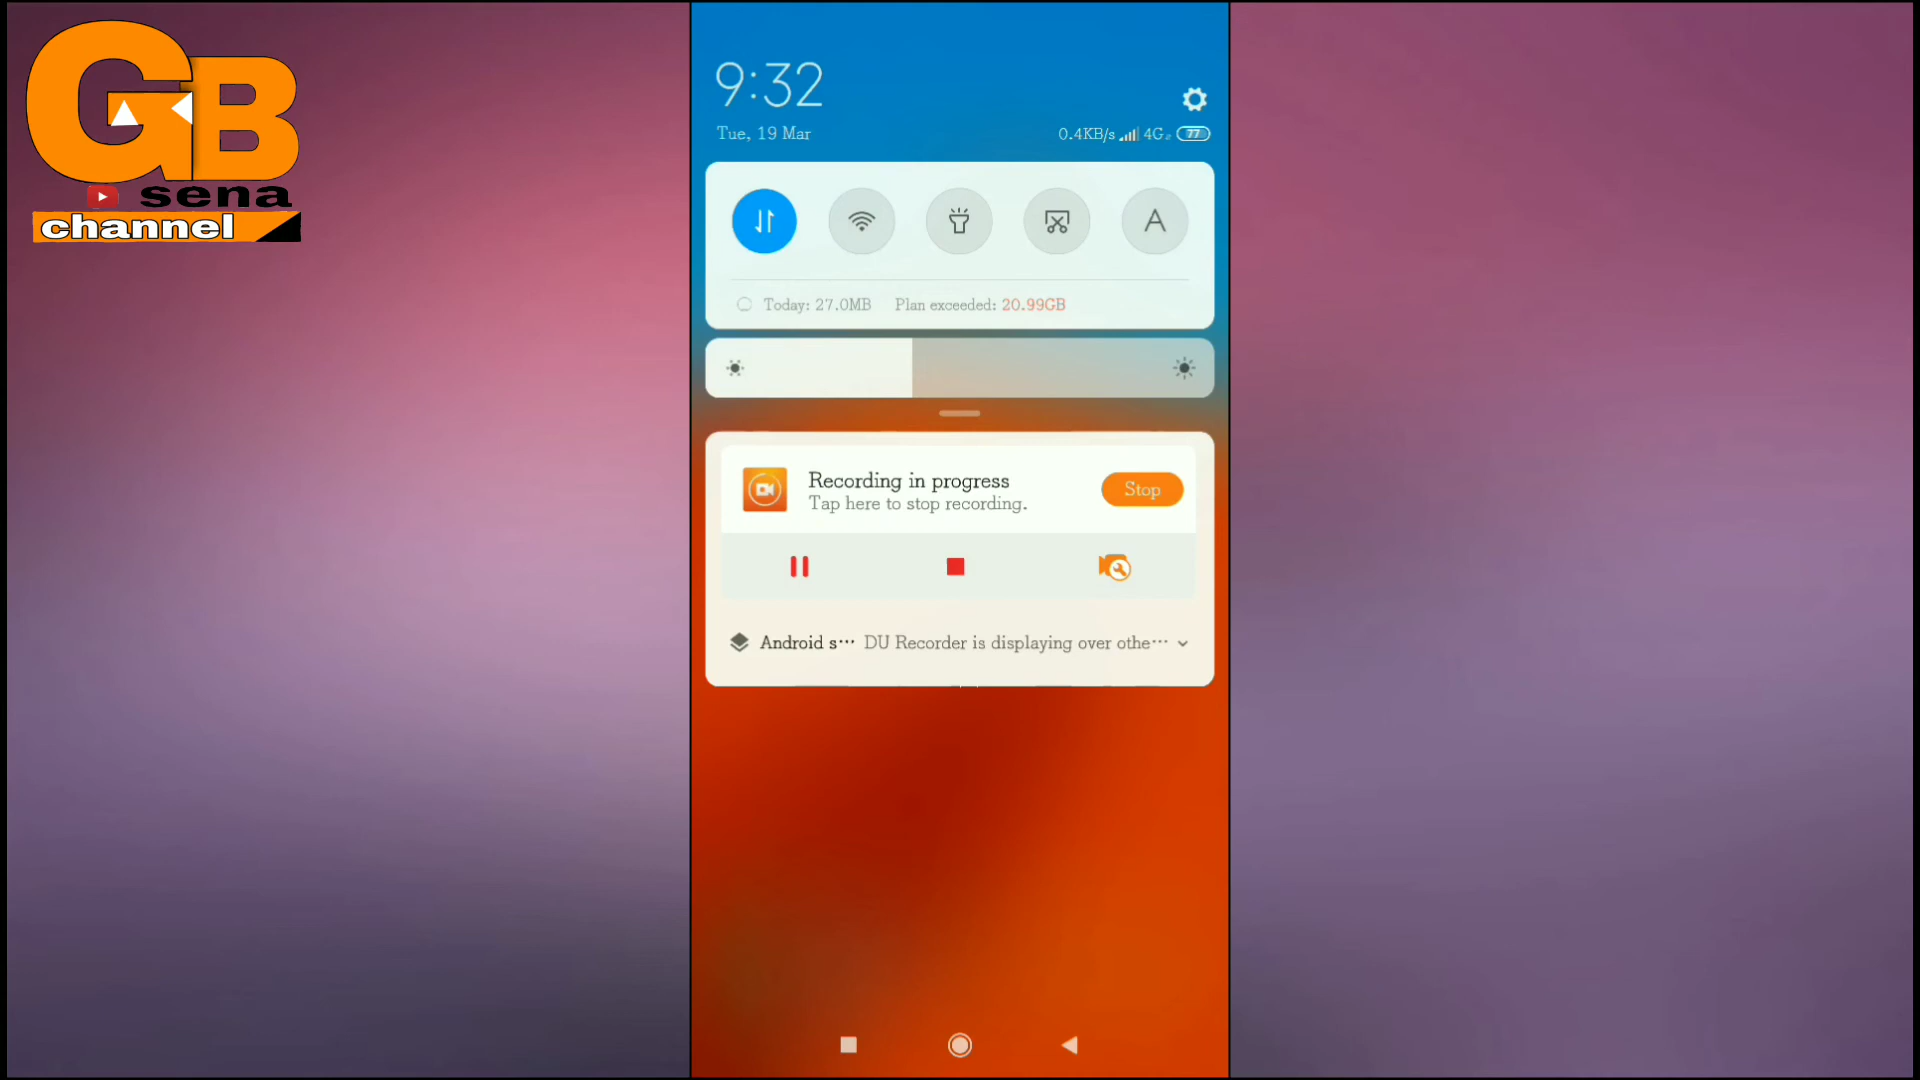 GB
sena
channel
9:32
Tue, 19 Mar
0.4KB/s 4G 77
A
Today: 27.0MB Plan exceeded: 20.99GB
Recording in progress
Tap here to stop recording.
Stop
Android s··· DU Recorder is displaying over othe···